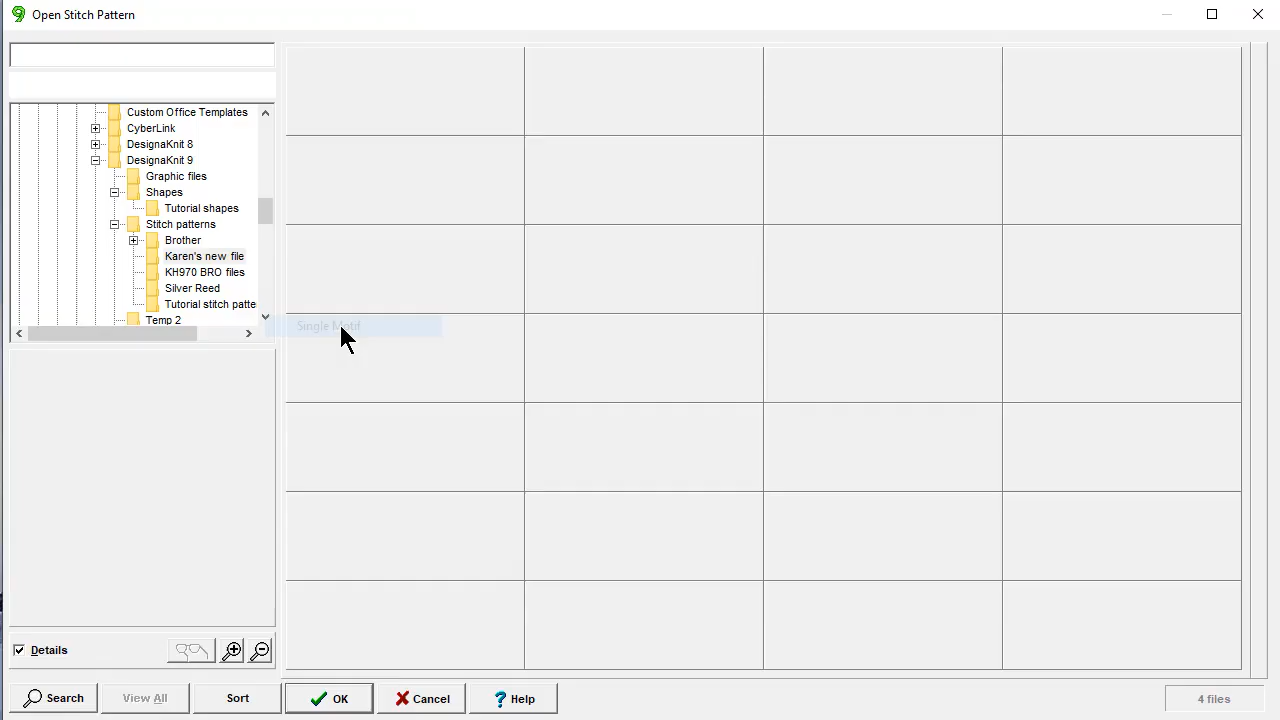 Open Stitch Pattern
Custom Office Templates
CyberLink
DesignaKnit 8
DesignaKnit 9
Graphic files
Shapes
Tutorial shapes
Stitch patterns
Brother
Karen's new file
KH970 BRO files
Silver Reed
Tutorial stitch patte
Temp 2
Single Motif
Details
Search
View All
Sort
OK
Cancel
Help
4 files